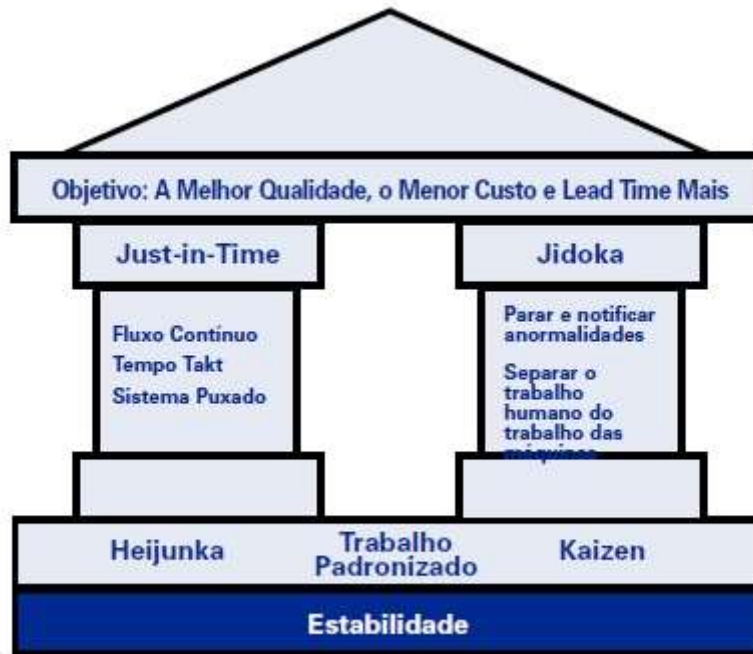 Objetivo: A Melhor Qualidade, o Menor Custo e Lead Time Mais
Just-in-Time
Jidoka
Fluxo Contínuo
Tempo Takt
Sistema Puxado
Parar e notificar
anormalidades
Separar o
trabalho
humano do
trabalho das
máquinas
Heijunka
Trabalho
Padronizado
Kaizen
Estabilidade